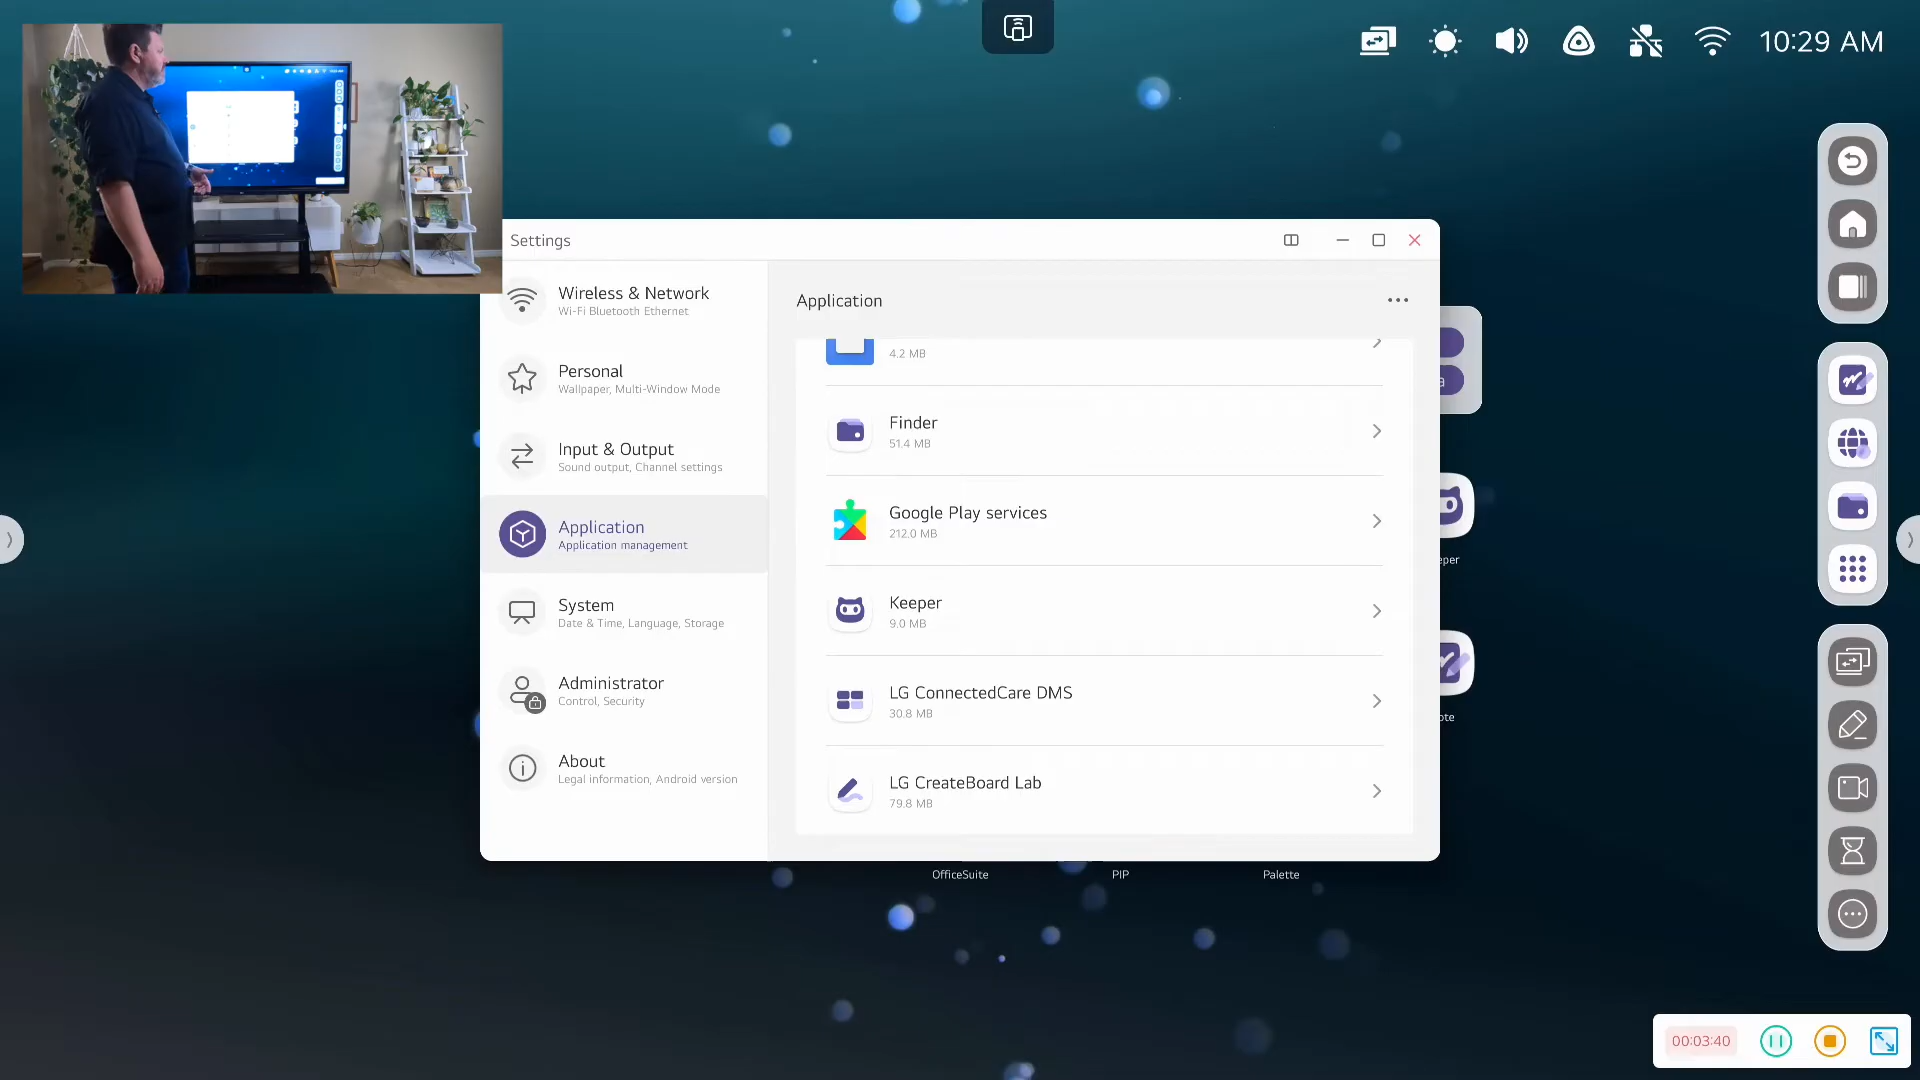 10:29 AM
Settings
Wireless & Network
Wi-Fi Bluetooth Ethernet
Personal
Wallpaper, Multi-Window Mode
Input & Output
Sound output, Channel settings
Application
Application management
System
Date & Time, Language, Storage
Administrator
Control, Security
About
Legal information, Android version
Application
4.2 MB
Finder
51.4 MB
Google Play services
212.0 MB
Keeper
9.0 MB
LG ConnectedCare DMS
30.8 MB
LG CreateBoard Lab
79.8 MB
OfficeSuite
PIP
Palette
00:03:40